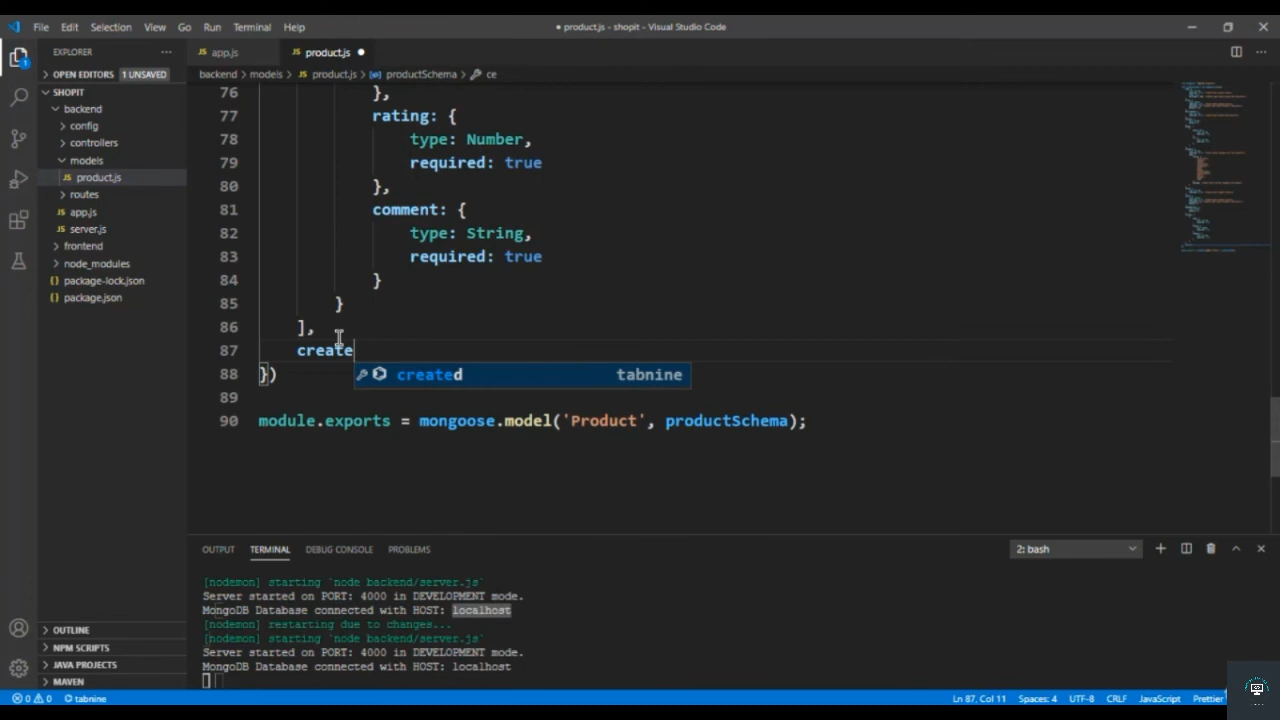 File Edit Selection View Go Run Terminal Help
● product.js - shopit - Visual Studio Code
EXPLORER ···
JS app.js
JS product.js ●
OPEN EDITORS 1 UNSAVED
backend > models > JS product.js > productSchema > ce
SHOPIT
backend
config
controllers
models
JS product.js
routes
JS app.js
JS server.js
frontend
node_modules
{} package-lock.json
{} package.json
OUTLINE
NPM SCRIPTS
JAVA PROJECTS
MAVEN
76 },
77 rating: {
78 type: Number,
79 required: true
80 },
81 comment: {
82 type: String,
83 required: true
84 }
85 }
86 ],
87 create
created tabnine
88 })
89
90 module.exports = mongoose.model('Product', productSchema);
OUTPUT TERMINAL DEBUG CONSOLE PROBLEMS
2: bash
[nodemon] starting `node backend/server.js`
Server started on PORT: 4000 in DEVELOPMENT mode.
MongoDB Database connected with HOST: localhost
[nodemon] restarting due to changes...
[nodemon] starting `node backend/server.js`
Server started on PORT: 4000 in DEVELOPMENT mode.
MongoDB Database connected with HOST: localhost
0 0 tabnine
Ln 87, Col 11 Spaces: 4 UTF-8 CRLF JavaScript Prettier